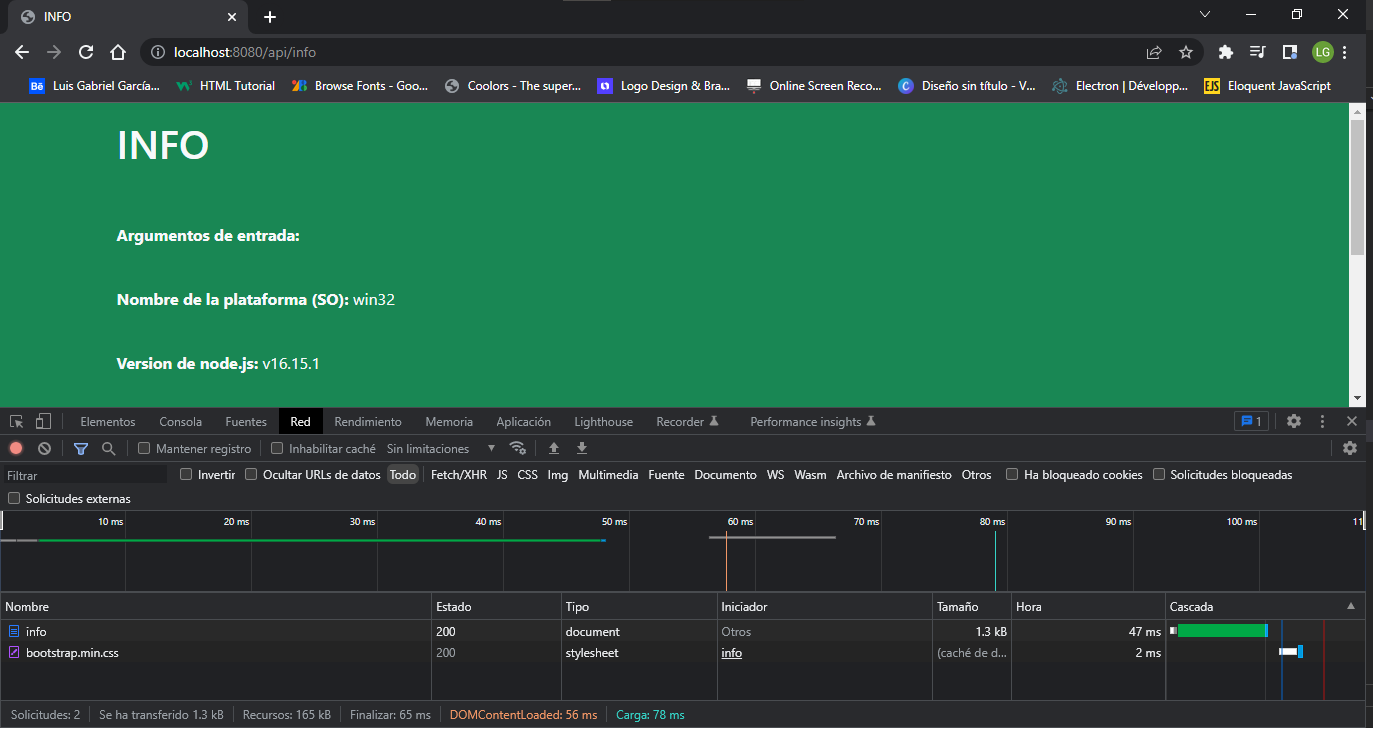 INFO
localhost:8080/api/info
LG
Bē Luis Gabriel García... HTML Tutorial Browse Fonts - Goo... Coolors - The super... Logo Design & Bra... Online Screen Reco... Diseño sin título - V... Electron | Développ... EJS Eloquent JavaScript
INFO
Argumentos de entrada:
Nombre de la plataforma (SO): win32
Version de node.js: v16.15.1
Elementos Consola Fuentes Red Rendimiento Memoria Aplicación Lighthouse Recorder Performance insights 1
Mantener registro Inhabilitar caché Sin limitaciones
Filtrar Invertir Ocultar URLs de datos Todo Fetch/XHR JS CSS Img Multimedia Fuente Documento WS Wasm Archivo de manifiesto Otros Ha bloqueado cookies Solicitudes bloqueadas
Solicitudes externas
10 ms 20 ms 30 ms 40 ms 50 ms 60 ms 70 ms 80 ms 90 ms 100 ms 11
Nombre Estado Tipo Iniciador Tamaño Hora Cascada
info 200 document Otros 1.3 kB 47 ms
bootstrap.min.css 200 stylesheet info (caché de d... 2 ms
Solicitudes: 2 Se ha transferido 1.3 kB Recursos: 165 kB Finalizar: 65 ms DOMContentLoaded: 56 ms Carga: 78 ms